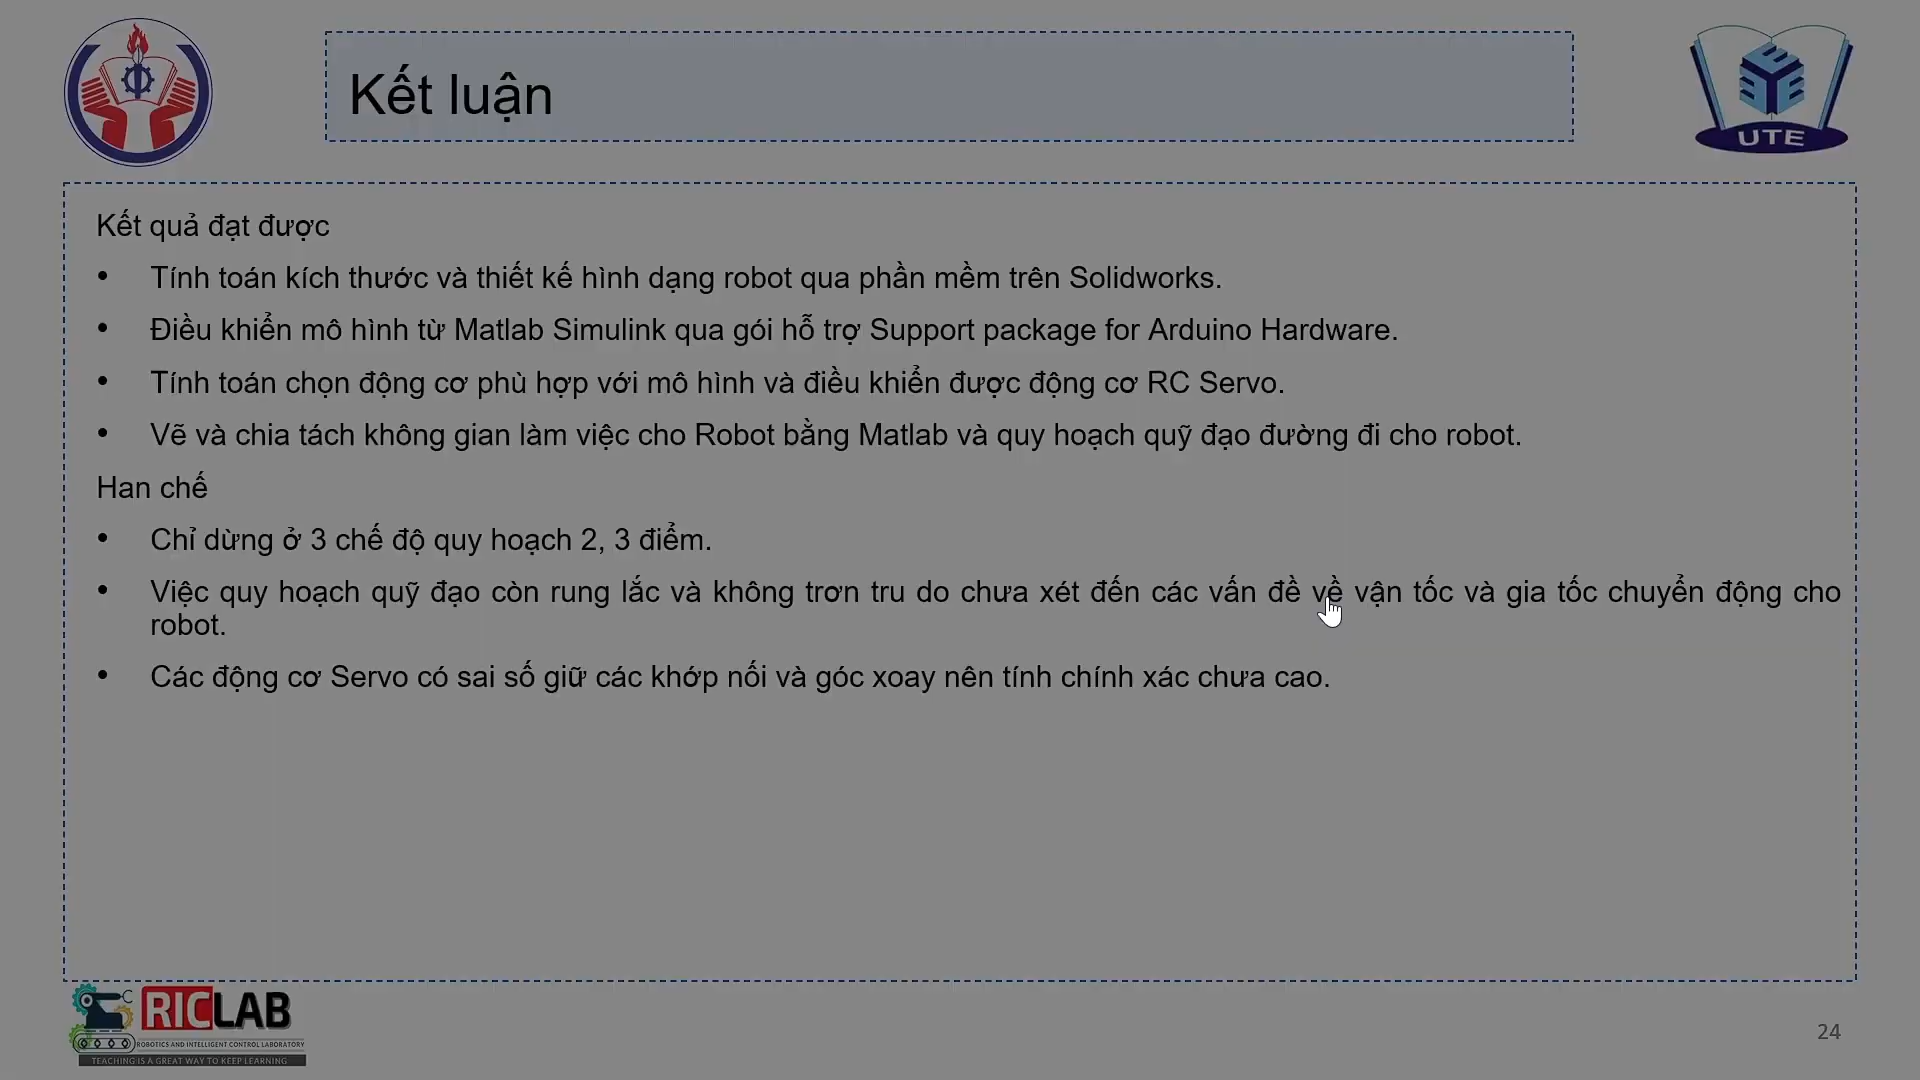 Kết luận
UTE
Kết quả đạt được
• Tính toán kích thước và thiết kế hình dạng robot qua phần mềm trên Solidworks.
• Điều khiển mô hình từ Matlab Simulink qua gói hỗ trợ Support package for Arduino Hardware.
• Tính toán chọn động cơ phù hợp với mô hình và điều khiển được động cơ RC Servo.
• Vẽ và chia tách không gian làm việc cho Robot bằng Matlab và quy hoạch quỹ đạo đường đi cho robot.
Han chế
• Chỉ dừng ở 3 chế độ quy hoạch 2, 3 điểm.
• Việc quy hoạch quỹ đạo còn rung lắc và không trơn tru do chưa xét đến các vấn đề về vận tốc và gia tốc chuyển động cho
robot.
• Các động cơ Servo có sai số giữ các khớp nối và góc xoay nên tính chính xác chưa cao.
RICLAB
ROBOTICS AND INTELLIGENT CONTROL LABORATORY
TEACHING IS A GREAT WAY TO KEEP LEARNING
24